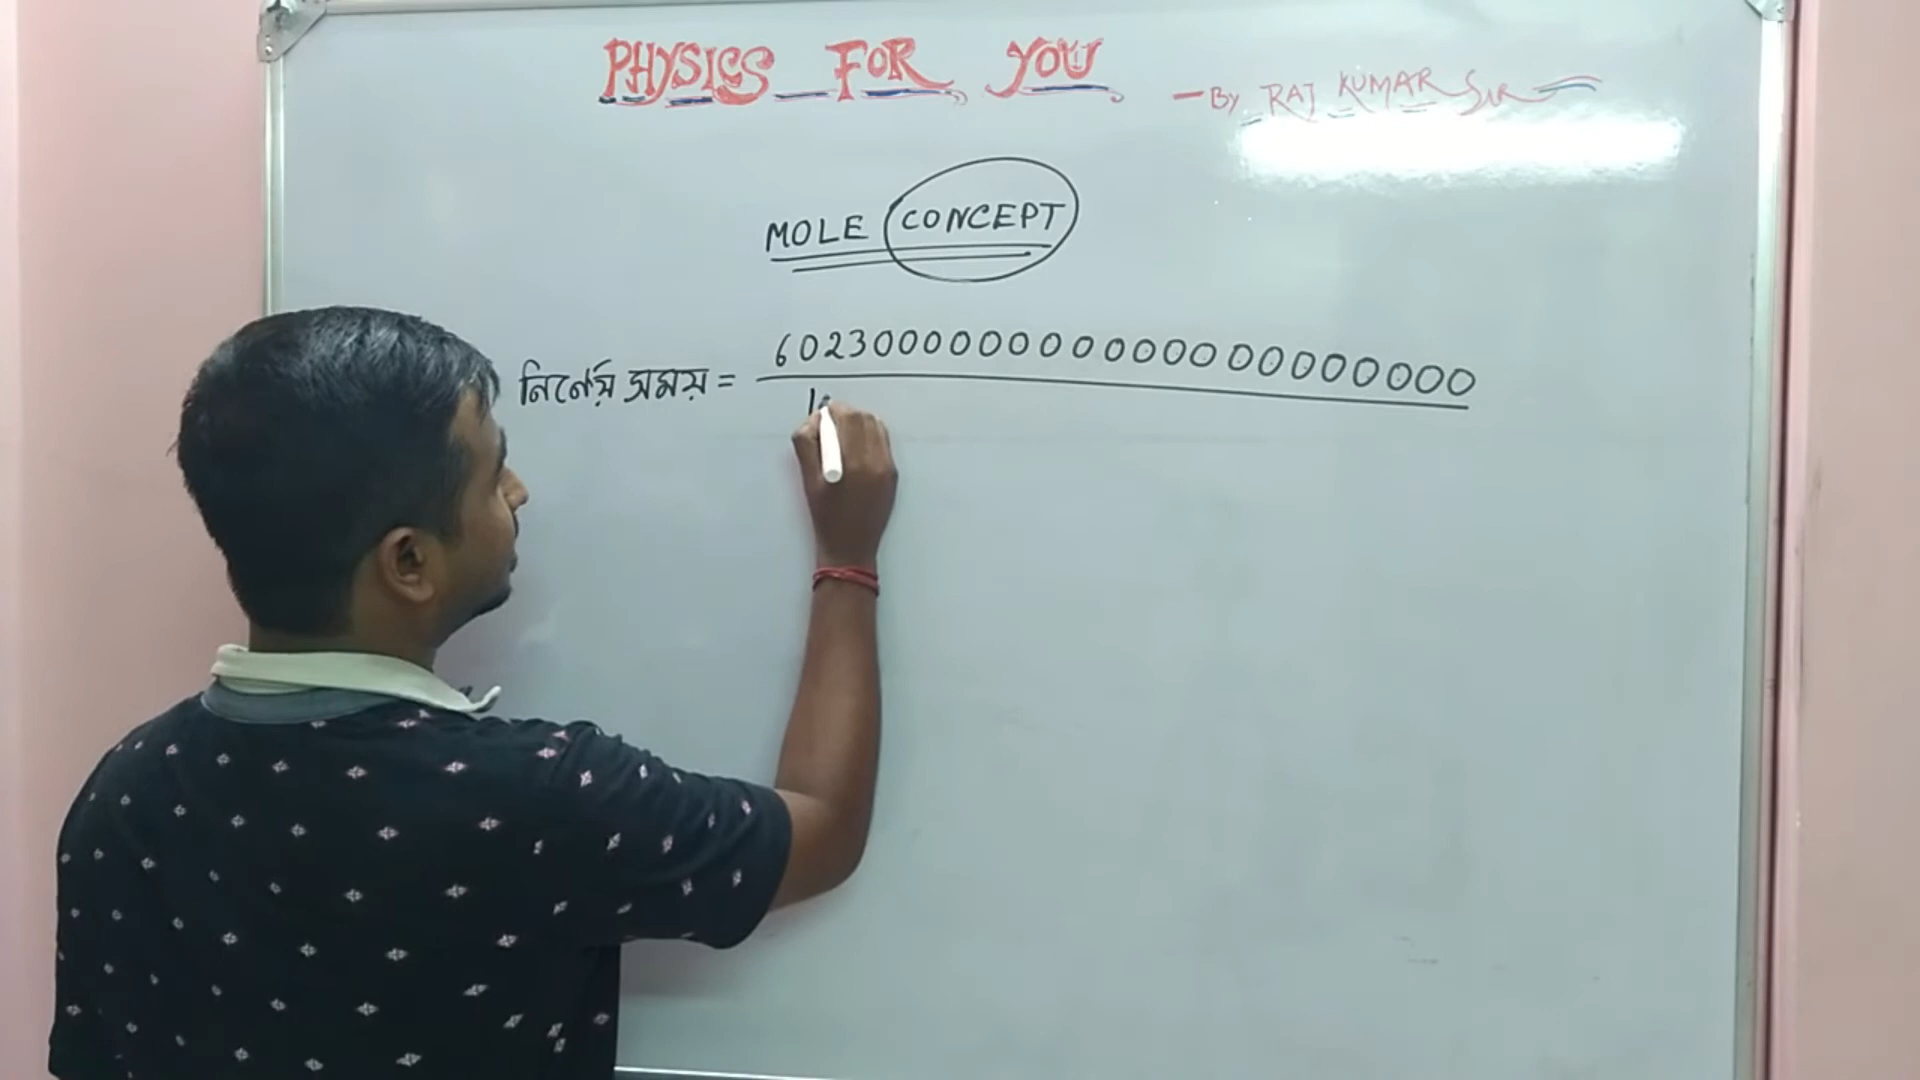 PHYSICS FOR YOU - By RAJ KUMAR SIR
MOLE CONCEPT
নির্নেয় সময় = 602300000000000000000000